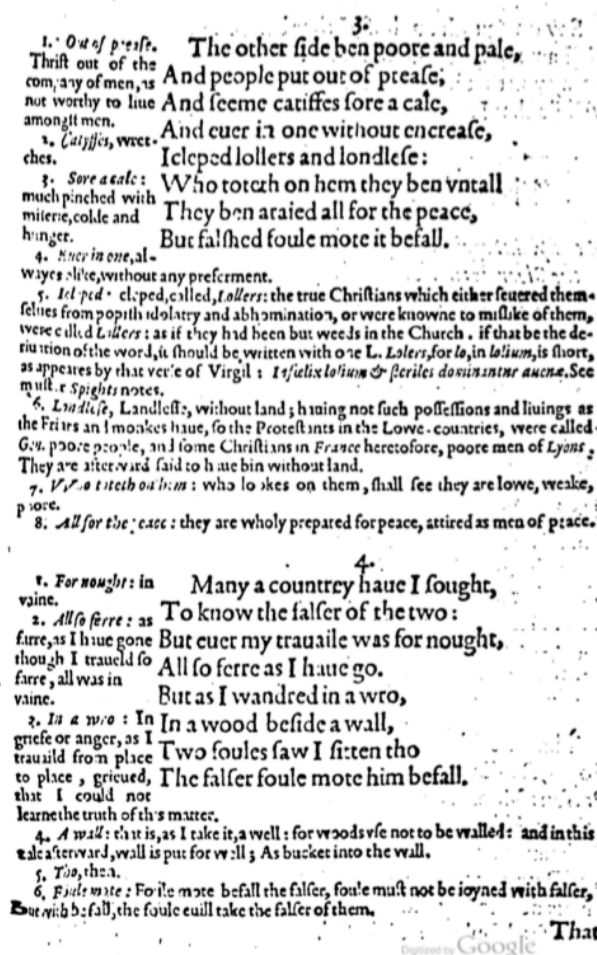 3.
1. Out of prease.
Thrift out of the
company of men, as
not worthy to liue
amongst men.
2. Catyffes, wret-
ches.
3. Sore a cale:
much pinched with
miserie, colde and
hunger.
The other ſide ben poore and pale,
And people put out of preaſe;
And ſeeme catiffes ſore a cale,
And euer in one without encreaſe,
Icleped lollers and londleſe:
Who toteth on hem they ben vntall
They ben araied all for the peace,
But falſhed foule mote it befall.
4. Euer in one, al-
wayes alike, without any preferment.
5. Icleped: cleped, called, Lollers: the true Chriſtians which either ſeuered them-
ſelues from popiſh idolatry and abhomination, or were knowne to miſlike of them,
were called Lollers: as if they had been but weeds in the Church. if that be the de-
riuation of the word, it ſhould be written with one L. Lolers, for lo, in lolium, is ſhort,
as appeares by that verſe of Virgil: Infælix lolium & ſteriles dominantur auenæ. See
muſter Spights notes.
6. Londleſe, Landleſſe, without land; hauing not ſuch poſſeſſions and liuings as
the Friers and monkes haue, ſo the Proteſtants in the Lowe-countries, were called
Geu. poore people, and ſome Chriſtians in France heretofore, poore men of Lyons.
They are afterward ſaid to haue bin without land.
7. Who toteth on hem: who lookes on them, ſhall ſee they are lowe, weake,
poore.
8. All for the peace: they are wholy prepared for peace, attired as men of peace.
4.
1. For nought: in
vaine.
2. All ſo ferre: as
farre, as I haue gone
though I traueld ſo
farre, all was in
vaine.
3. In a wro: In
griefe or anger, as I
trauaild from place
to place, grieued,
that I could not
learne the truth of this matter.
Many a countrey haue I ſought,
To know the falſer of the two:
But euer my trauaile was for nought,
All ſo ferre as I haue go.
But as I wandred in a wro,
In a wood beſide a wall,
Two foules ſaw I ſitten tho
The falſer foule mote him befall.
4. A wall: that is, as I take it, a well: for woods vſe not to be walled: and in this
tale afterward, wall is put for well; As bucket into the wall.
5. Tho, then.
6. Foule mote: Foule mote befall the falſer, foule muſt not be ioyned with falſer,
But with befall, the foule euill take the falſer of them.
That
Digitized by Google